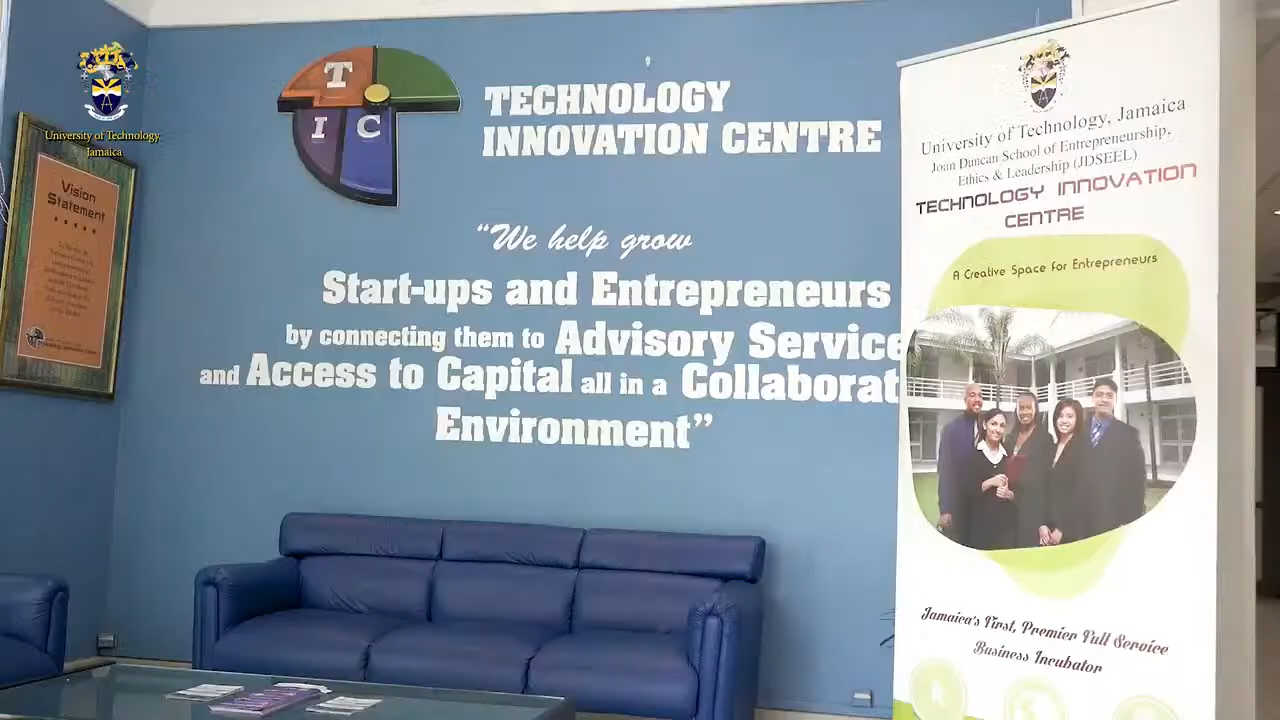 University of Technology,
Jamaica
Vision
Statement
T
I C
TECHNOLOGY
INNOVATION CENTRE
“We help grow
Start-ups and Entrepreneurs
by connecting them to Advisory Service
and Access to Capital all in a Collaborat
Environment”
University of Technology, Jamaica
Joan Duncan School of Entrepreneurship,
Ethics & Leadership (JDSEEL)
TECHNOLOGY INNOVATION
CENTRE
A Creative Space for Entrepreneurs
Jamaica's First, Premier Full Service
Business Incubator